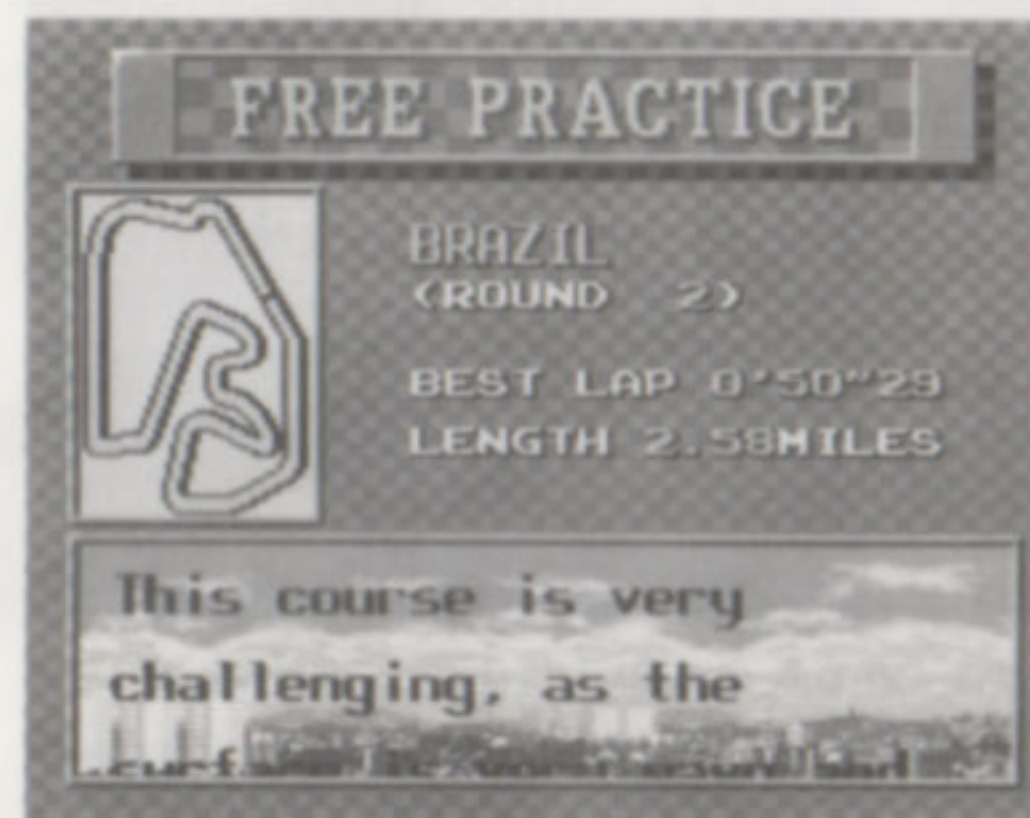 FREE PRACTICE
BRAZIL
(ROUND 2)
BEST LAP 0'50"29
LENGTH 2.58MILES
This course is very
challenging, as the